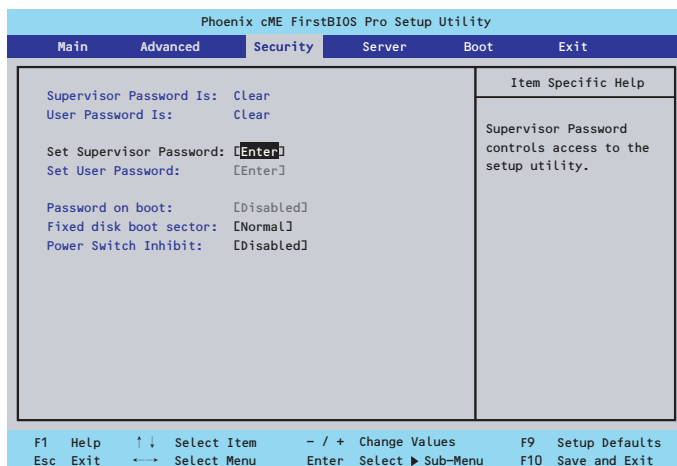 Phoenix cME FirstBIOS Pro Setup Utility
Main Advanced Security Server Boot Exit
Item Specific Help
Supervisor Password Is: Clear
User Password Is: Clear
Set Supervisor Password: [Enter]
Set User Password: [Enter]
Password on boot: [Disabled]
Fixed disk boot sector: [Normal]
Power Switch Inhibit: [Disabled]
Supervisor Password
controls access to the
setup utility.
F1 Help ↑↓ Select Item - / + Change Values F9 Setup Defaults
Esc Exit ←→ Select Menu Enter Select ▶ Sub-Menu F10 Save and Exit